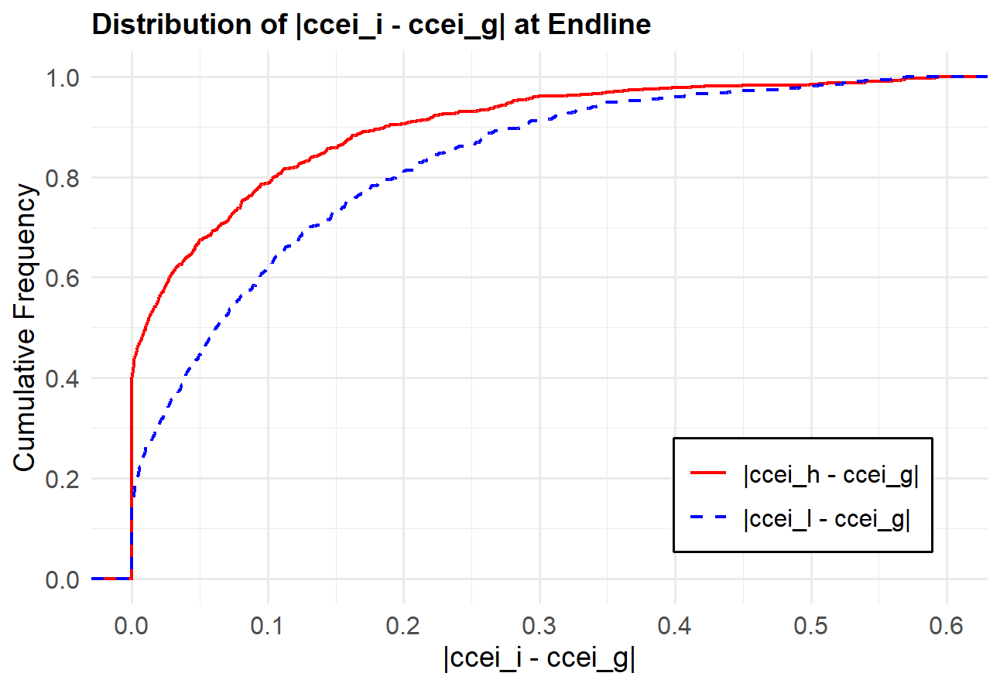 Distribution of |ccei_i - ccei_g| at Endline
Cumulative Frequency
1.0
0.8
0.6
0.4
0.2
0.0
|ccei_h - ccei_g|
|ccei_l - ccei_g|
0.0 0.1 0.2 0.3 0.4 0.5 0.6
|ccei_i - ccei_g|